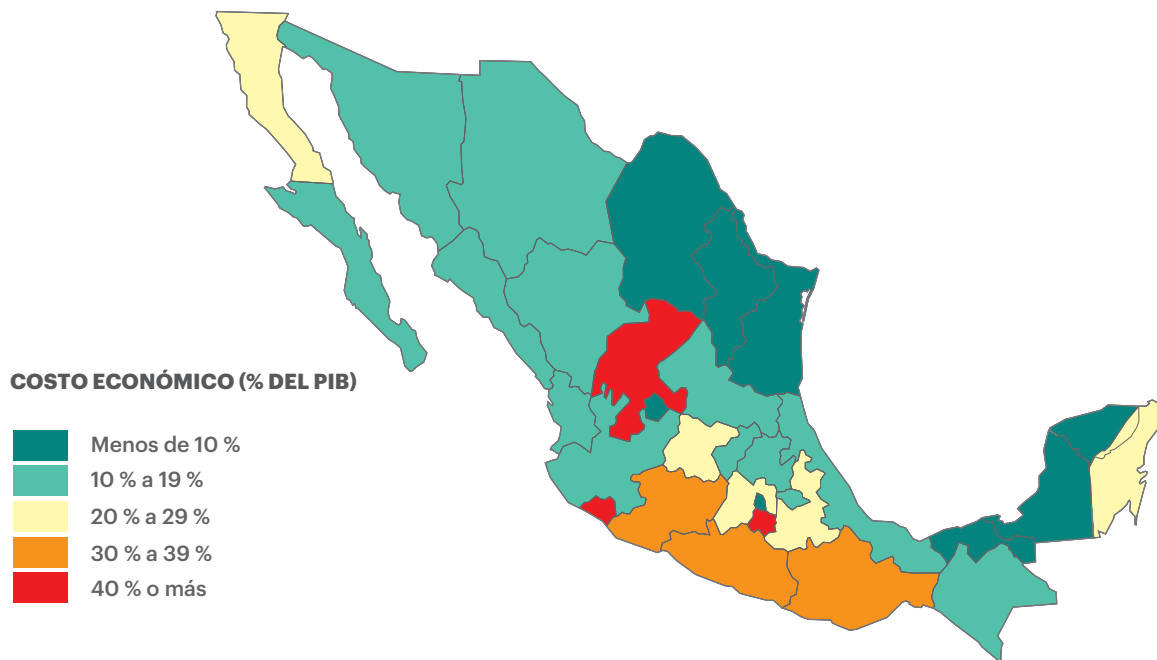 COSTO ECONÓMICO (% DEL PIB)
Menos de 10 %
10 % a 19 %
20 % a 29 %
30 % a 39 %
40 % o más